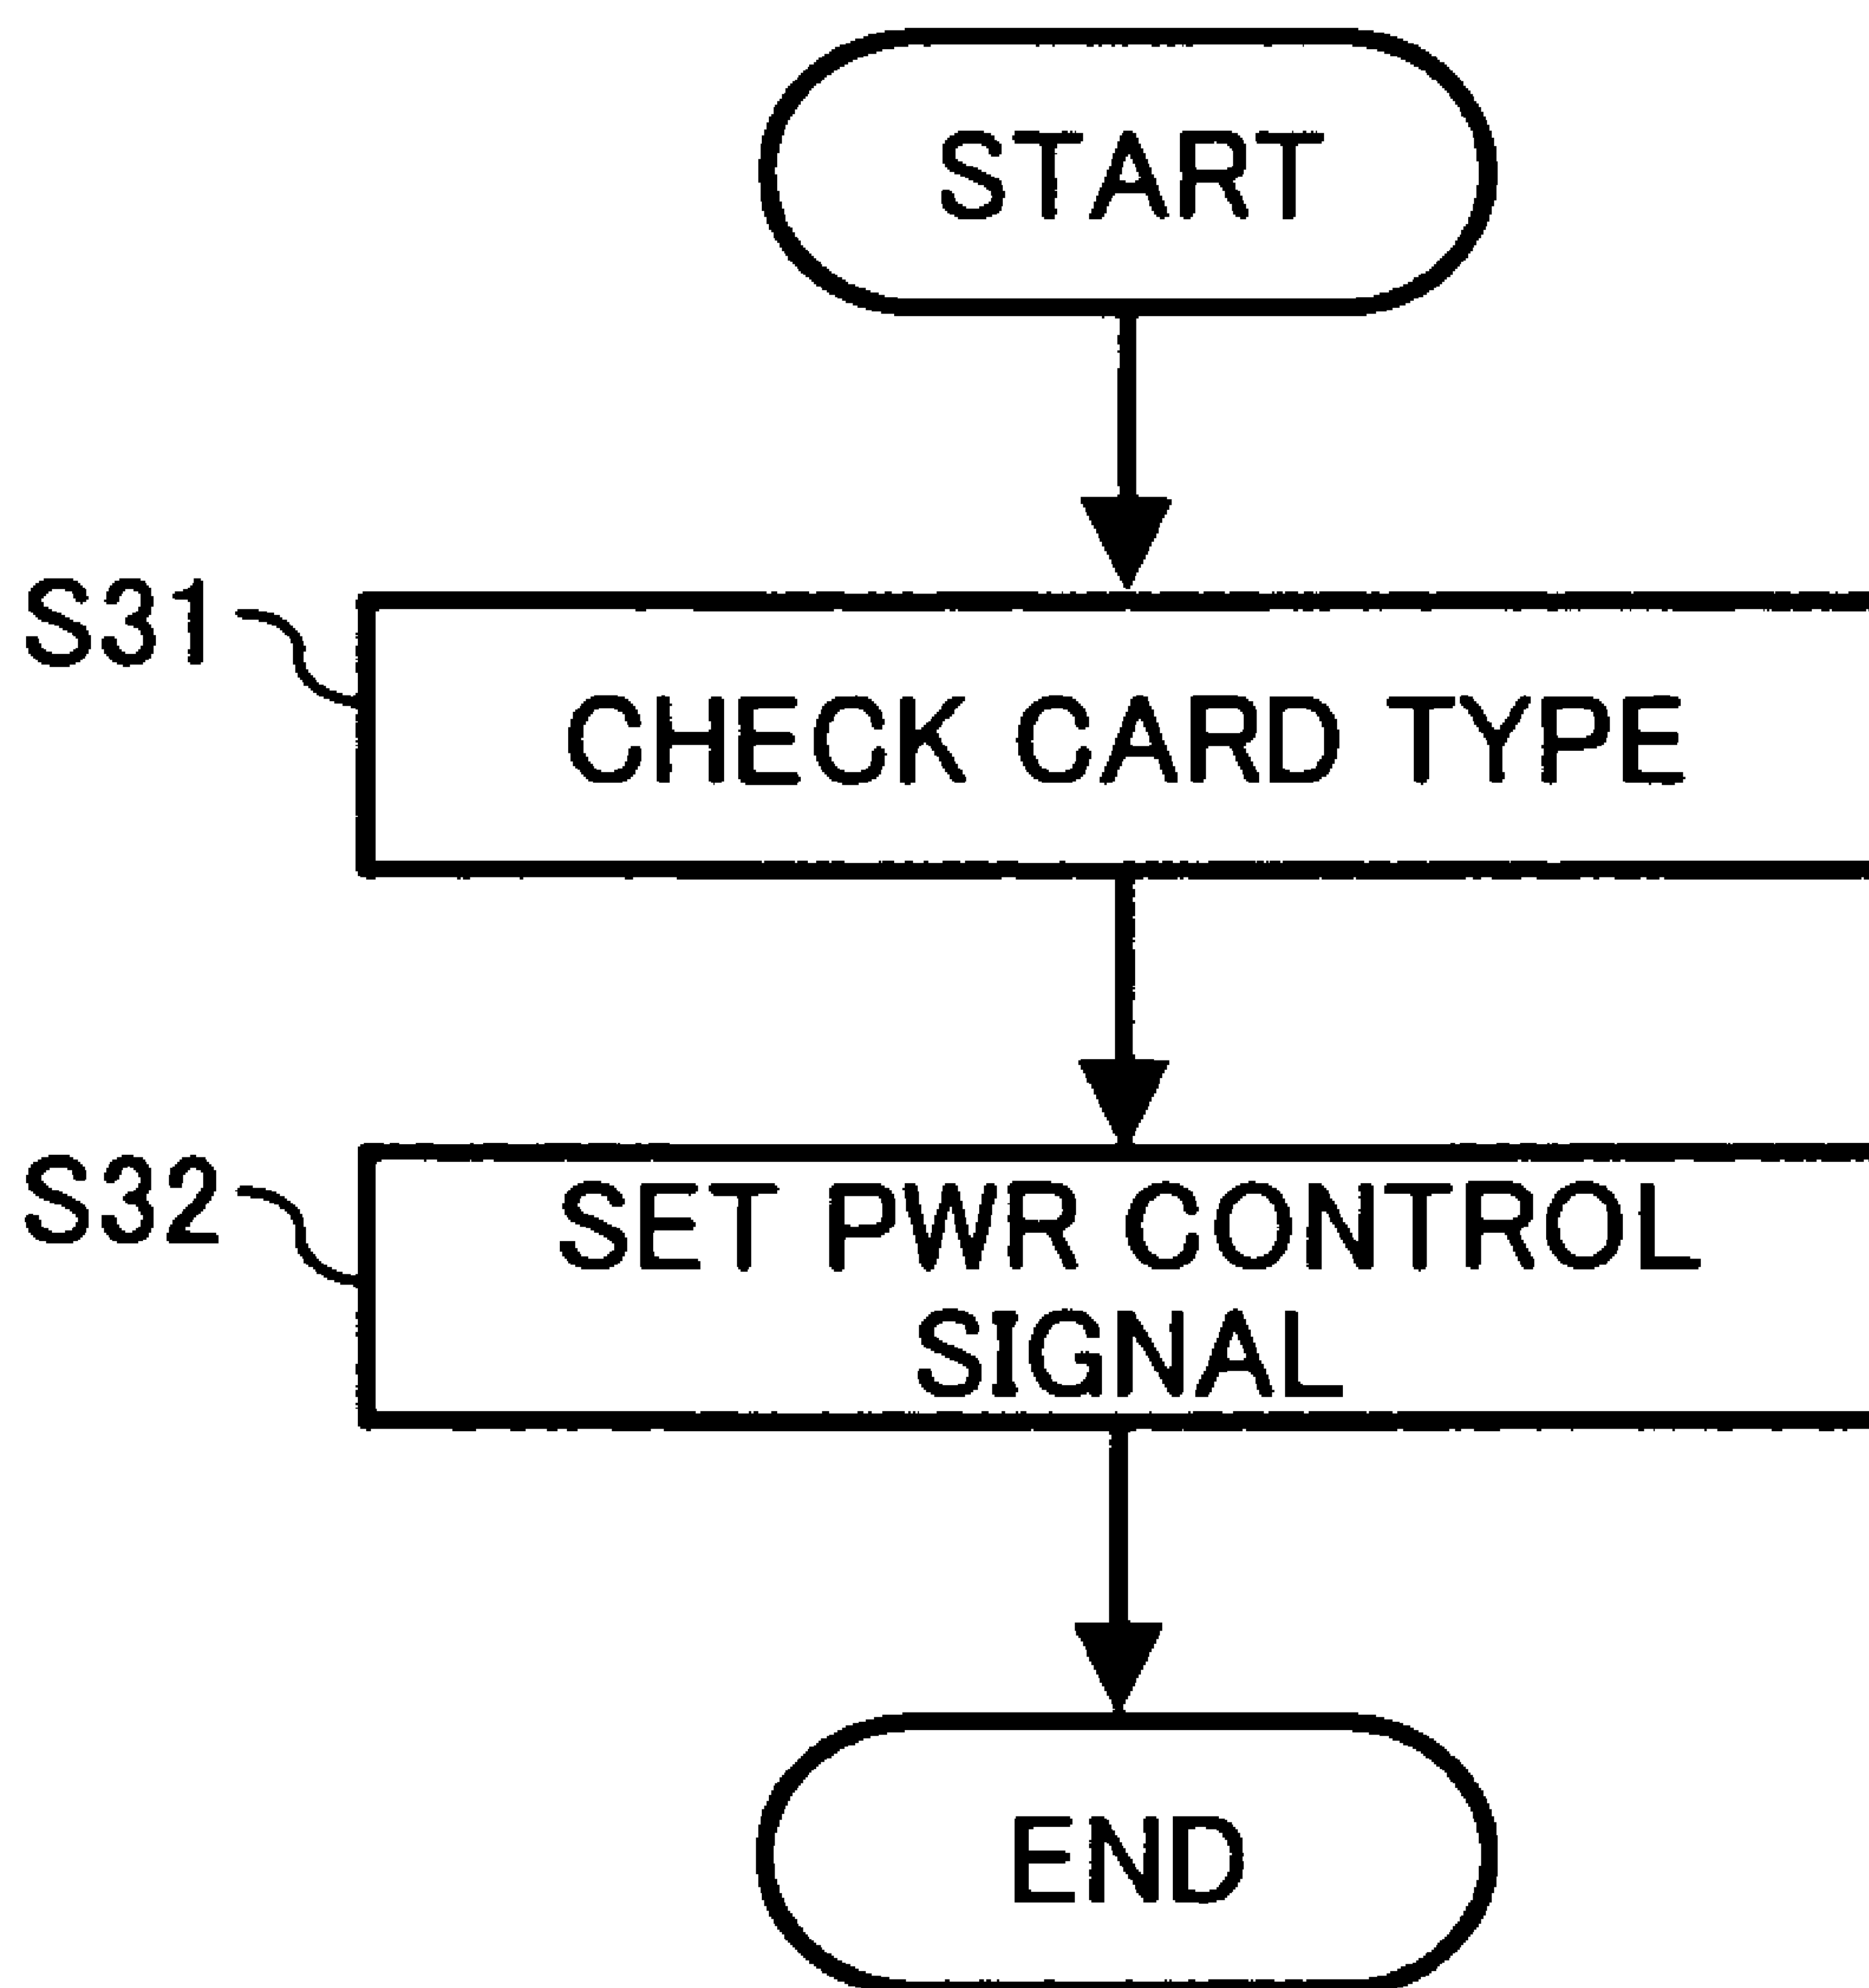 START
S31
CHECK CARD TYPE
S32
SET PWR CONTROL
SIGNAL
END